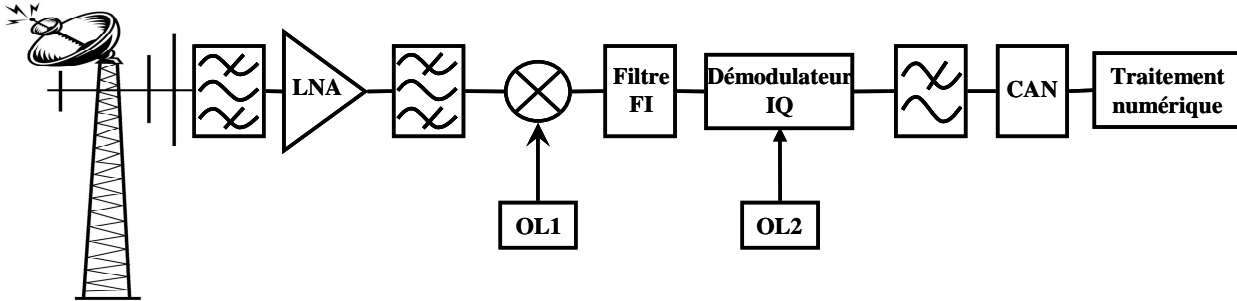 LNA
Filtre
FI
Démodulateur
IQ
CAN
Traitement
numérique
OL1
OL2